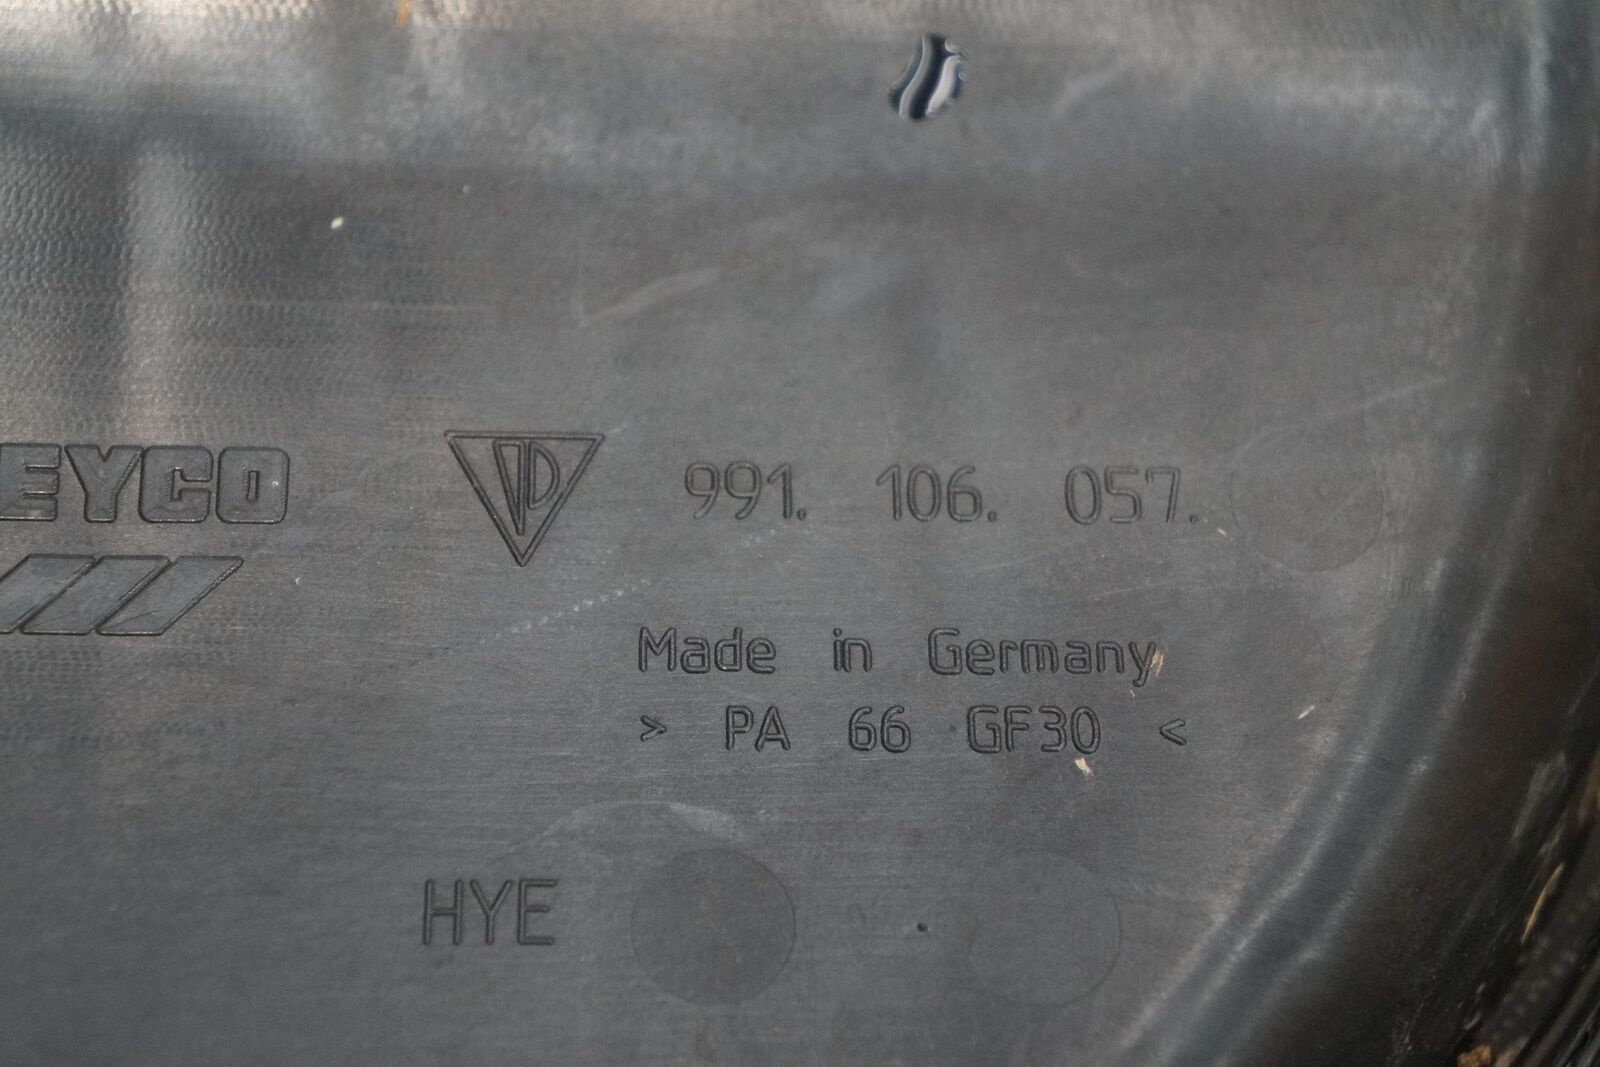 EYCO 991. 106. 057.
Made in Germany
> PA 66 GF30 <
HYE